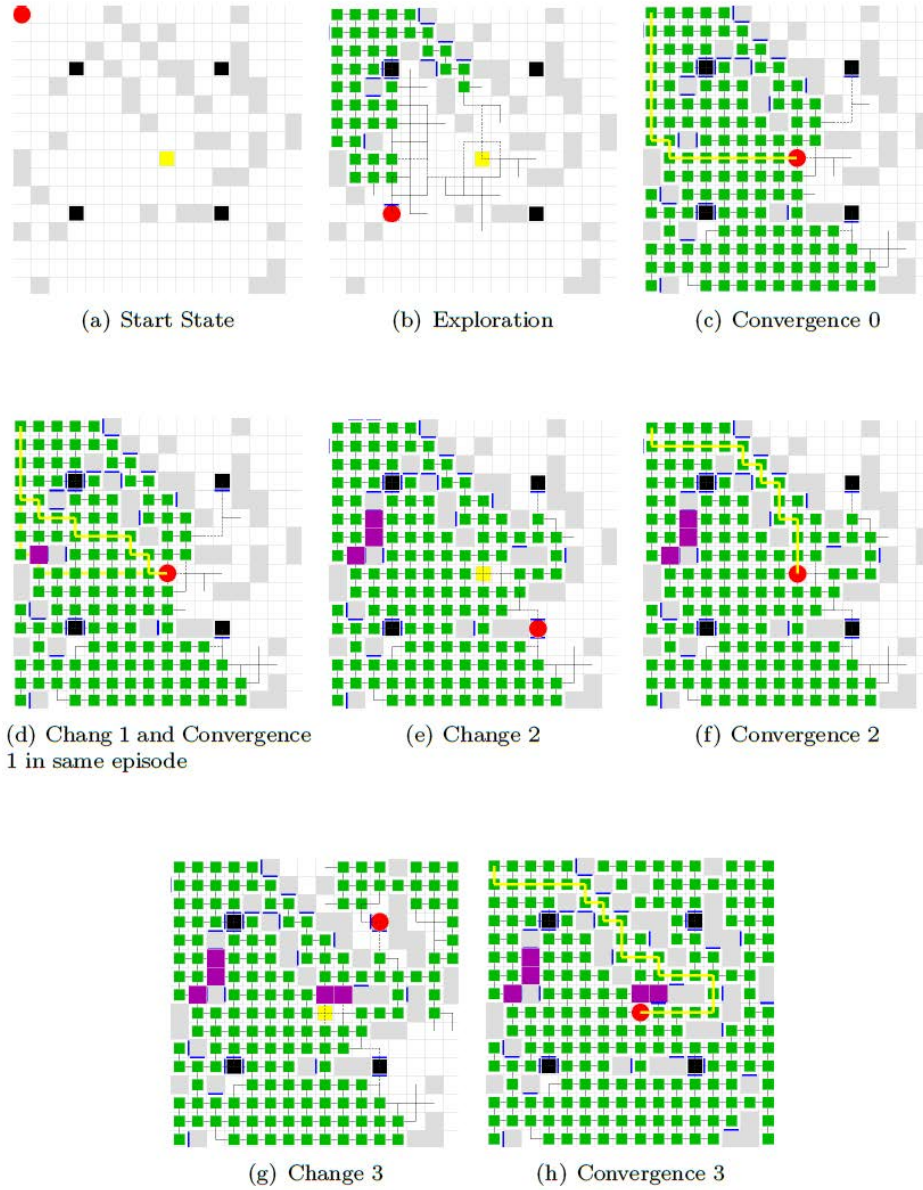 (a) Start State
(b) Exploration
(c) Convergence 0
(d) Chang 1 and Convergence
1 in same episode
(e) Change 2
(f) Convergence 2
(g) Change 3
(h) Convergence 3